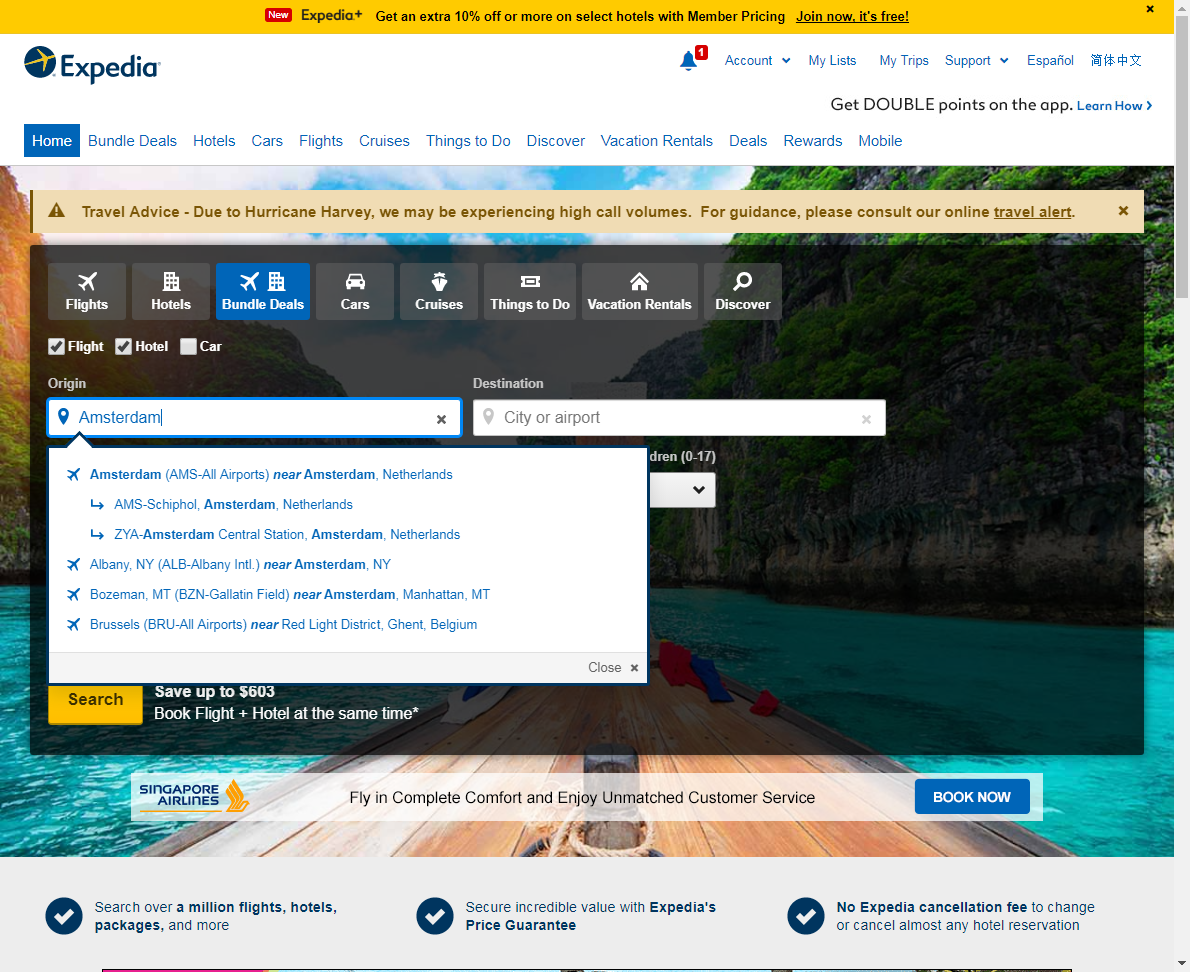 New Expedia+ Get an extra 10% off or more on select hotels with Member Pricing Join now, it's free!
Expedia
1 Account My Lists My Trips Support Español 简体中文
Get DOUBLE points on the app. Learn How
Home Bundle Deals Hotels Cars Flights Cruises Things to Do Discover Vacation Rentals Deals Rewards Mobile
Travel Advice - Due to Hurricane Harvey, we may be experiencing high call volumes. For guidance, please consult our online travel alert.
Flights Hotels Bundle Deals Cars Cruises Things to Do Vacation Rentals Discover
Flight Hotel Car
Origin Destination
Amsterdam City or airport
dren (0-17)
Amsterdam (AMS-All Airports) near Amsterdam, Netherlands
AMS-Schiphol, Amsterdam, Netherlands
ZYA-Amsterdam Central Station, Amsterdam, Netherlands
Albany, NY (ALB-Albany Intl.) near Amsterdam, NY
Bozeman, MT (BZN-Gallatin Field) near Amsterdam, Manhattan, MT
Brussels (BRU-All Airports) near Red Light District, Ghent, Belgium
Close
Search
Save up to $603
Book Flight + Hotel at the same time*
SINGAPORE AIRLINES Fly in Complete Comfort and Enjoy Unmatched Customer Service BOOK NOW
Search over a million flights, hotels,
packages, and more
Secure incredible value with Expedia's
Price Guarantee
No Expedia cancellation fee to change
or cancel almost any hotel reservation